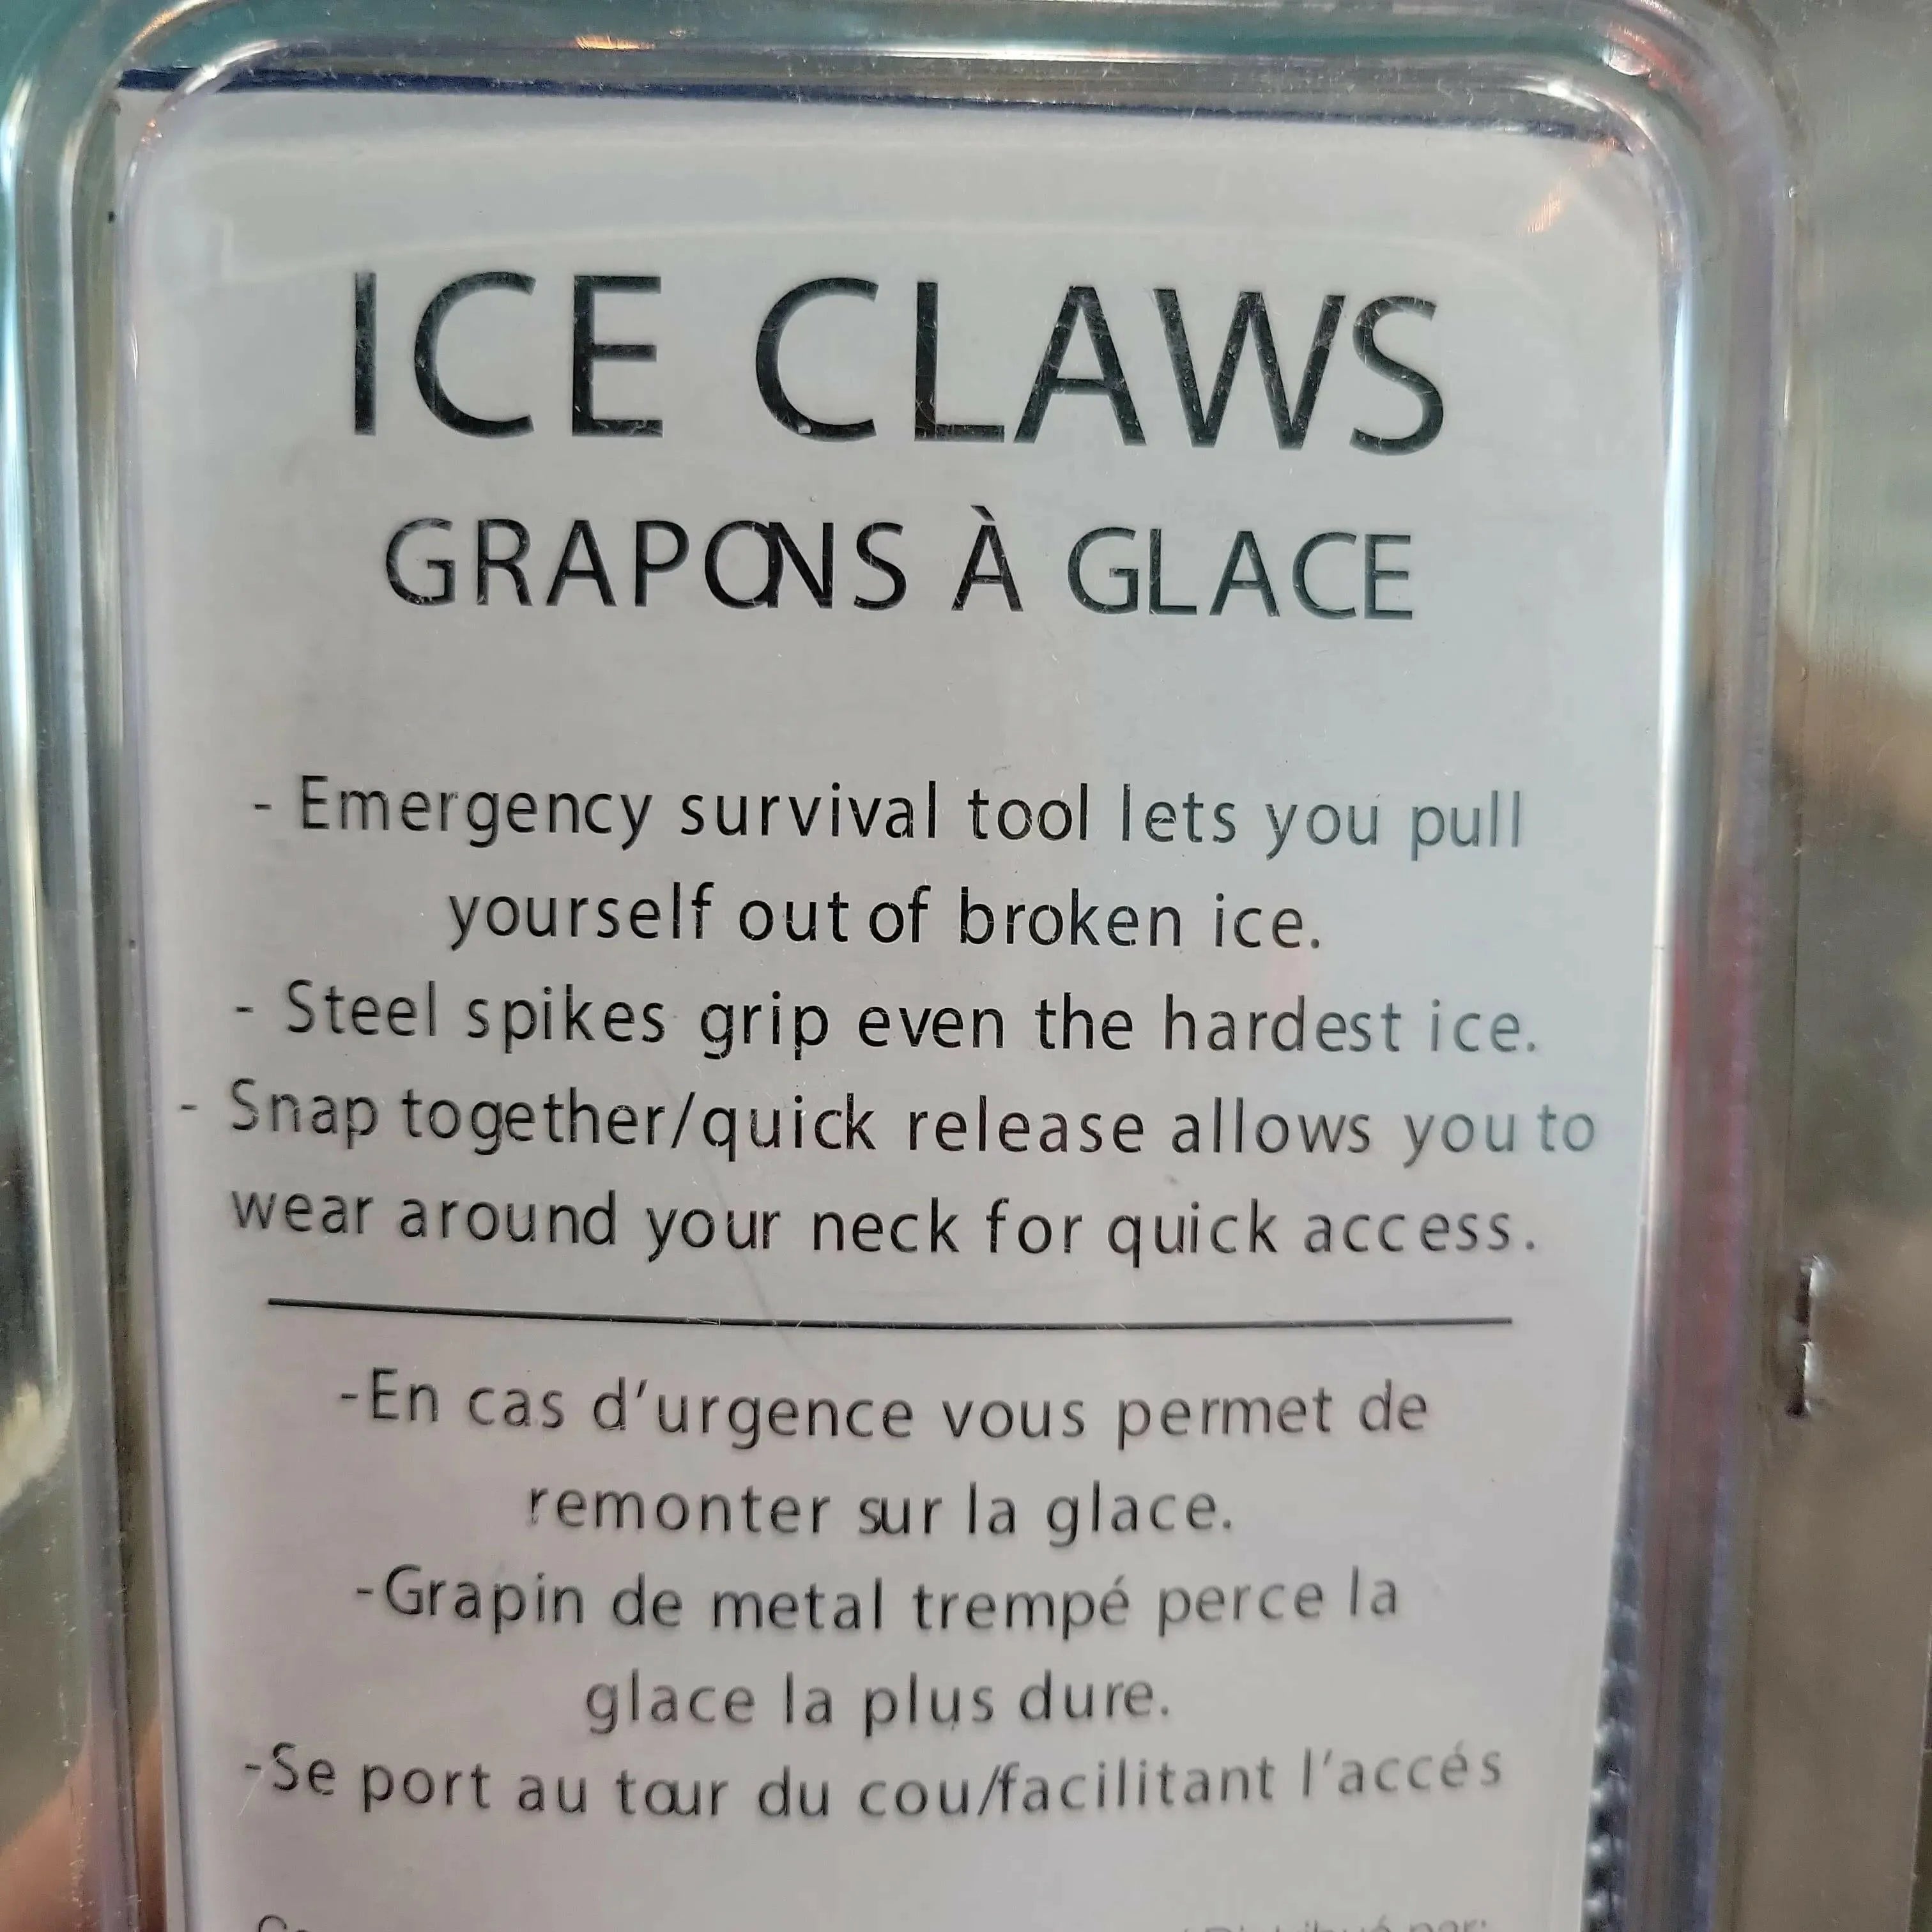 ICE CLAWS
GRAPONS À GLACE
- Emergency survival tool lets you pull
yourself out of broken ice.
- Steel spikes grip even the hardest ice.
- Snap together/quick release allows you to
wear around your neck for quick access.
-En cas d'urgence vous permet de
remonter sur la glace.
-Grapin de metal trempé perce la
glace la plus dure.
-Se port au tour du cou/facilitant l'accés